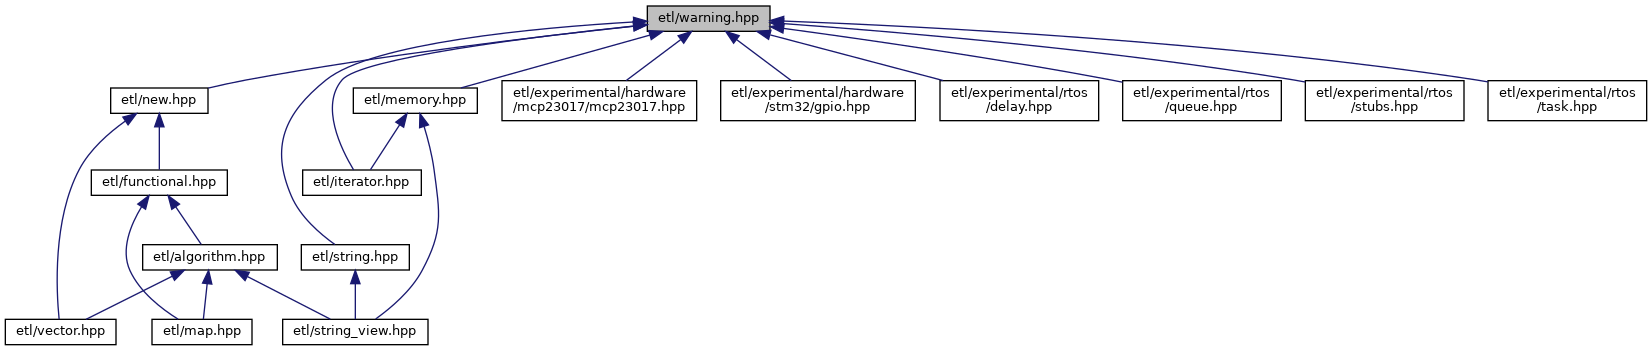 etl/warning.hpp
etl/new.hpp
etl/memory.hpp
etl/experimental/hardware
/mcp23017/mcp23017.hpp
etl/experimental/hardware
/stm32/gpio.hpp
etl/experimental/rtos
/delay.hpp
etl/experimental/rtos
/queue.hpp
etl/experimental/rtos
/stubs.hpp
etl/experimental/rtos
/task.hpp
etl/functional.hpp
etl/iterator.hpp
etl/algorithm.hpp
etl/string.hpp
etl/vector.hpp
etl/map.hpp
etl/string_view.hpp